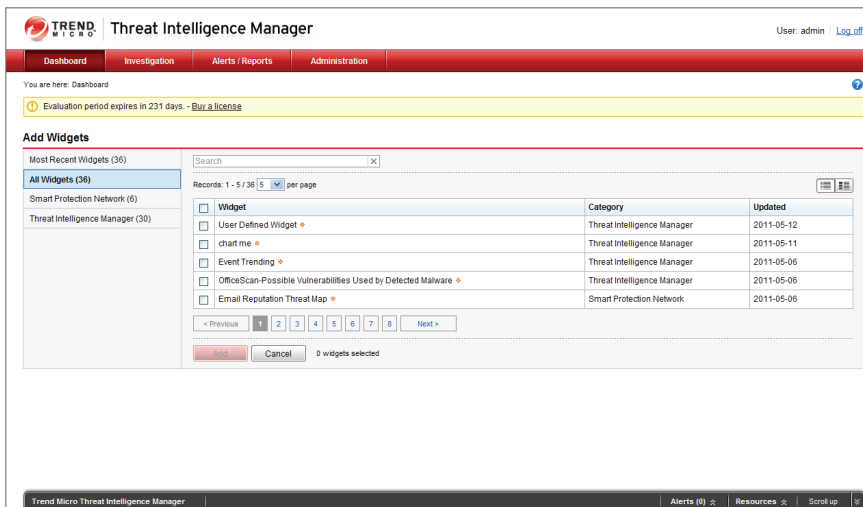 TREND MICRO Threat Intelligence Manager
User: admin Log off
Dashboard Investigation Alerts / Reports Administration
You are here: Dashboard
?
! Evaluation period expires in 231 days. - Buy a license
Add Widgets
Most Recent Widgets (36)
All Widgets (36)
Smart Protection Network (6)
Threat Intelligence Manager (30)
Search x
Records: 1 - 5 / 36 5 per page
Widget Category Updated
User Defined Widget Threat Intelligence Manager 2011-05-12
chart me Threat Intelligence Manager 2011-05-11
Event Trending Threat Intelligence Manager 2011-05-06
OfficeScan-Possible Vulnerabilities Used by Detected Malware Threat Intelligence Manager 2011-05-06
Email Reputation Threat Map Smart Protection Network 2011-05-06
< Previous 1 2 3 4 5 6 7 8 Next >
Add Cancel 0 widgets selected
Trend Micro Threat Intelligence Manager Alerts (0) Resources Scroll up